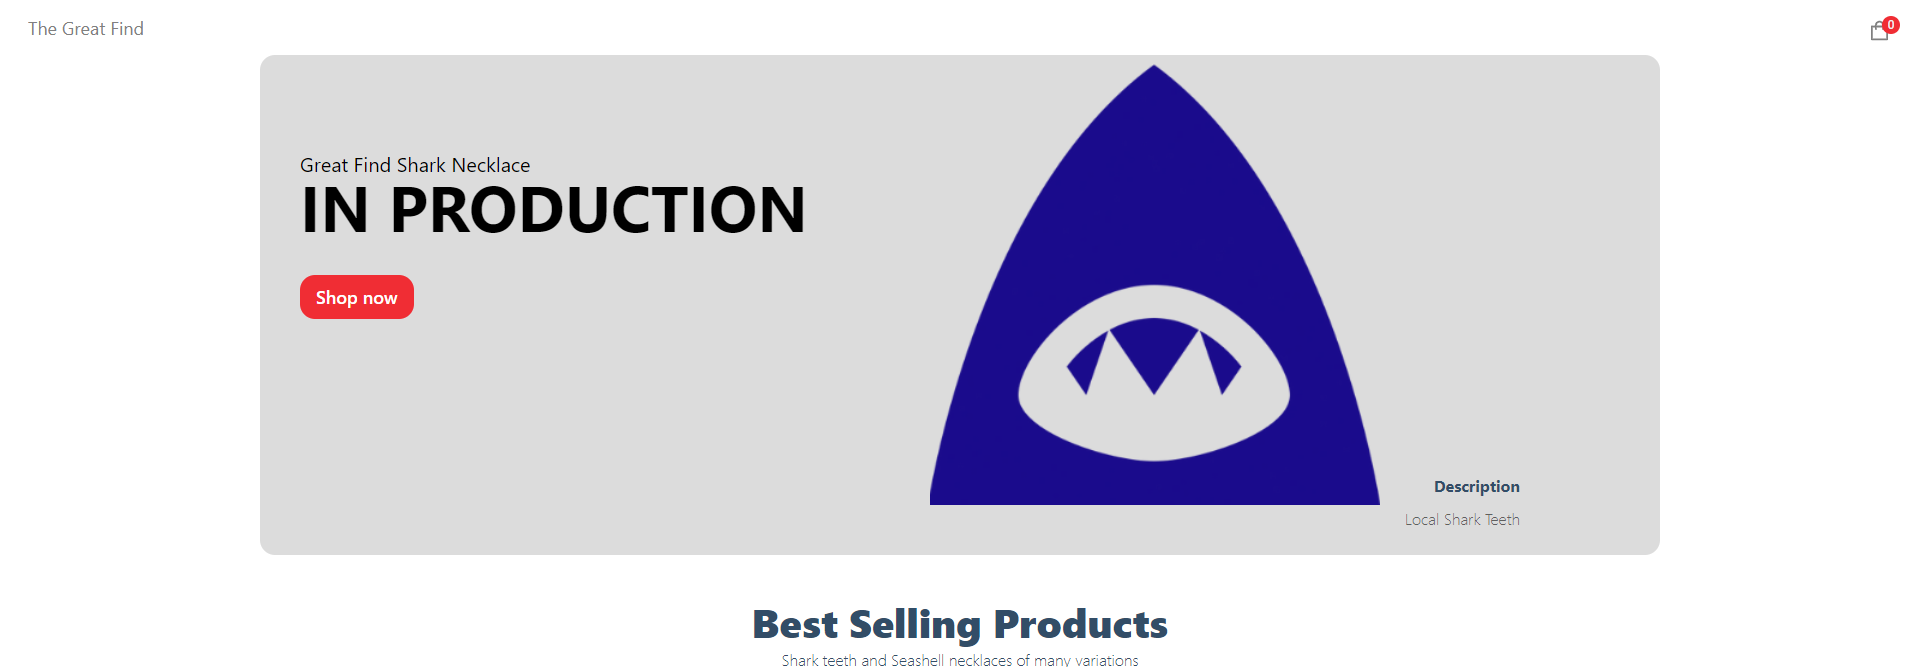 The Great Find
0
Great Find Shark Necklace
IN PRODUCTION
Shop now
Description
Local Shark Teeth
Best Selling Products
Shark teeth and Seashell necklaces of many variations